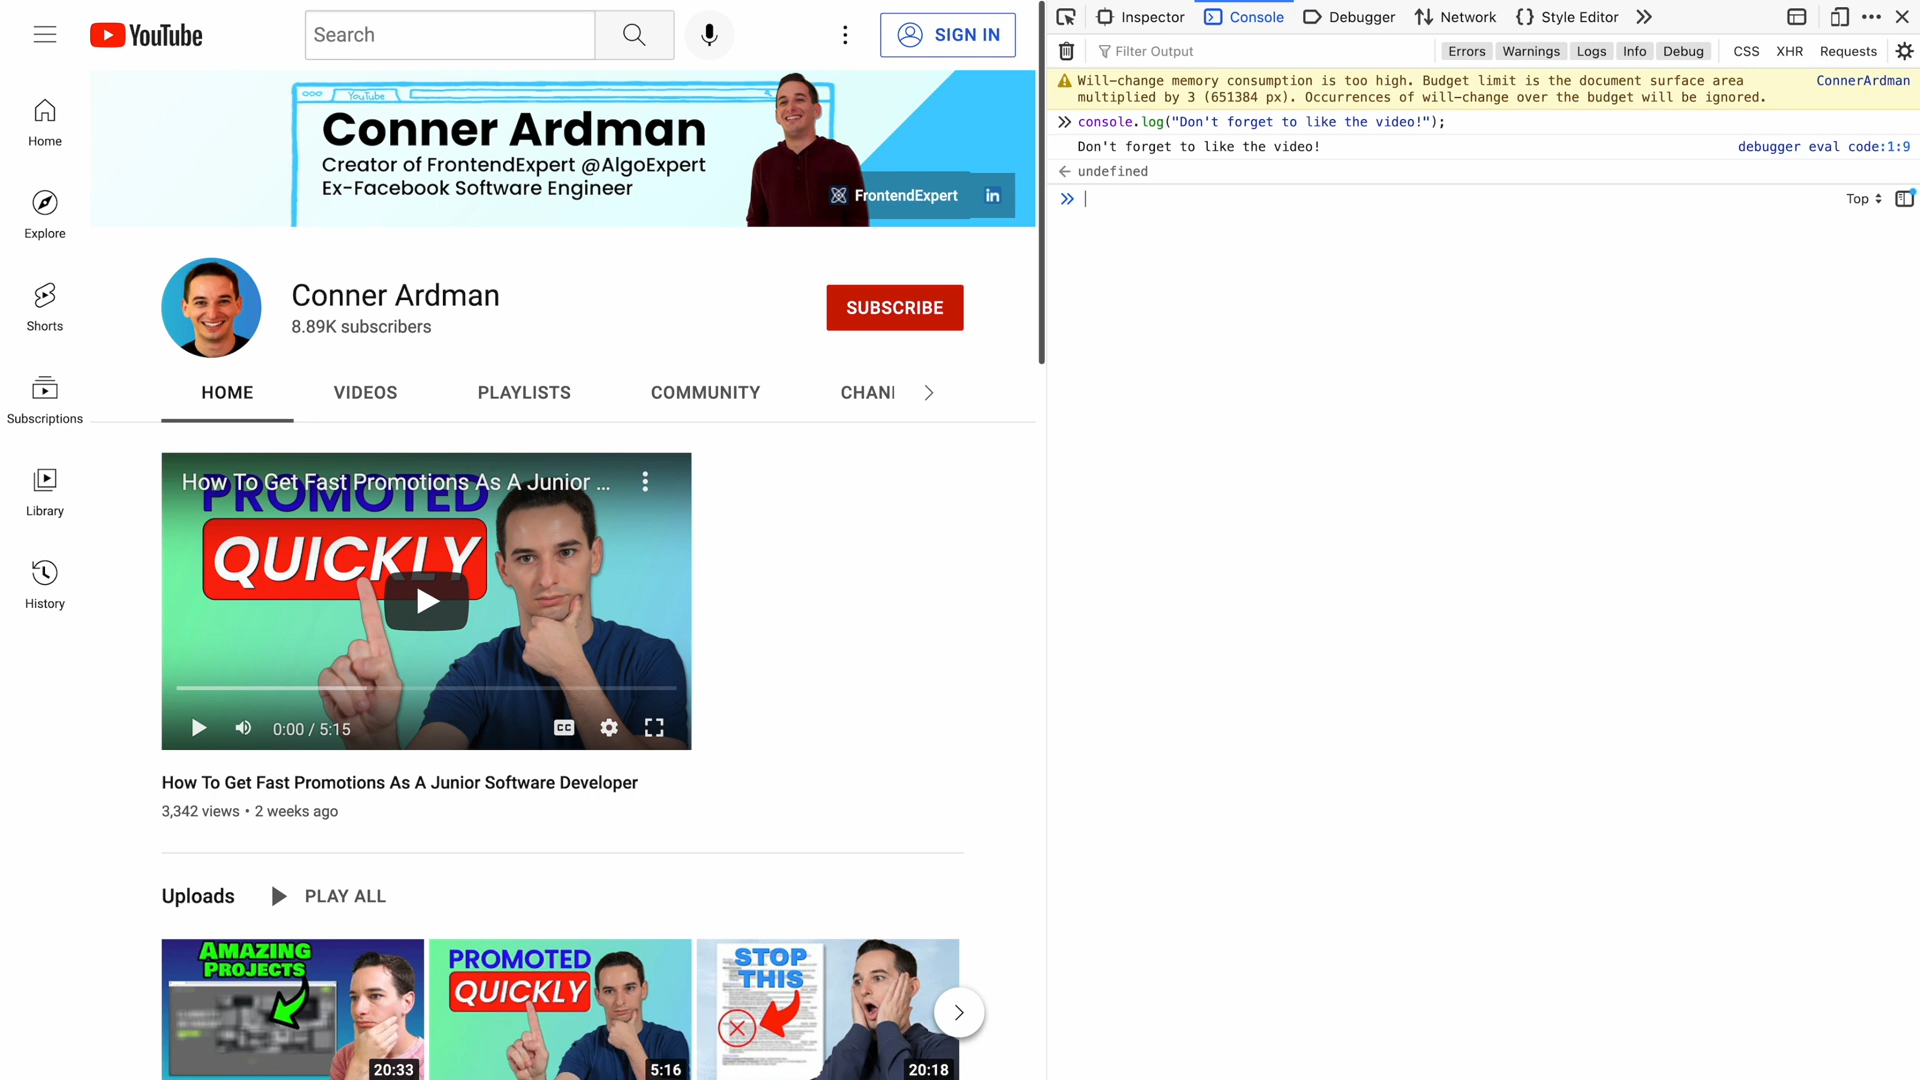 YouTube
Search
SIGN IN
Home
Explore
Shorts
Subscriptions
Library
History
YouTube
Conner Ardman
Creator of FrontendExpert @AlgoExpert
Ex-Facebook Software Engineer
FrontendExpert
in
Conner Ardman
8.89K subscribers
SUBSCRIBE
HOME VIDEOS PLAYLISTS COMMUNITY CHAN
How To Get Fast Promotions As A Junior ...
PROMOTED
QUICKLY
0:00 / 5:15
CC
How To Get Fast Promotions As A Junior Software Developer
3,342 views • 2 weeks ago
Uploads PLAY ALL
AMAZING
PROJECTS
20:33
PROMOTED
QUICKLY
5:16
STOP
THIS
20:18
Inspector Console Debugger Network Style Editor
Filter Output Errors Warnings Logs Info Debug CSS XHR Requests
Will-change memory consumption is too high. Budget limit is the document surface area ConnerArdman
multiplied by 3 (651384 px). Occurrences of will-change over the budget will be ignored.
console.log("Don't forget to like the video!");
Don't forget to like the video! debugger eval code:1:9
undefined
Top